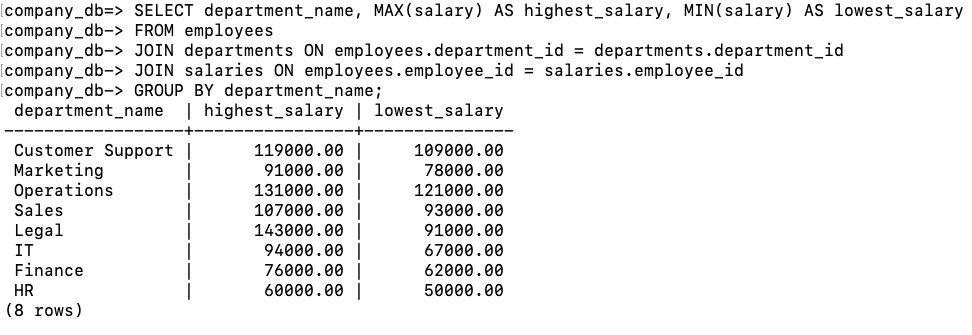 [company_db=> SELECT department_name, MAX(salary) AS highest_salary, MIN(salary) AS lowest_salary
[company_db-> FROM employees
[company_db-> JOIN departments ON employees.department_id = departments.department_id
[company_db-> JOIN salaries ON employees.employee_id = salaries.employee_id
[company_db-> GROUP BY department_name;
 department_name  | highest_salary | lowest_salary
------------------+----------------+---------------
 Customer Support |      119000.00 |     109000.00
 Marketing        |       91000.00 |      78000.00
 Operations       |      131000.00 |     121000.00
 Sales            |      107000.00 |      93000.00
 Legal            |      143000.00 |      91000.00
 IT               |       94000.00 |      67000.00
 Finance          |       76000.00 |      62000.00
 HR               |       60000.00 |      50000.00
(8 rows)